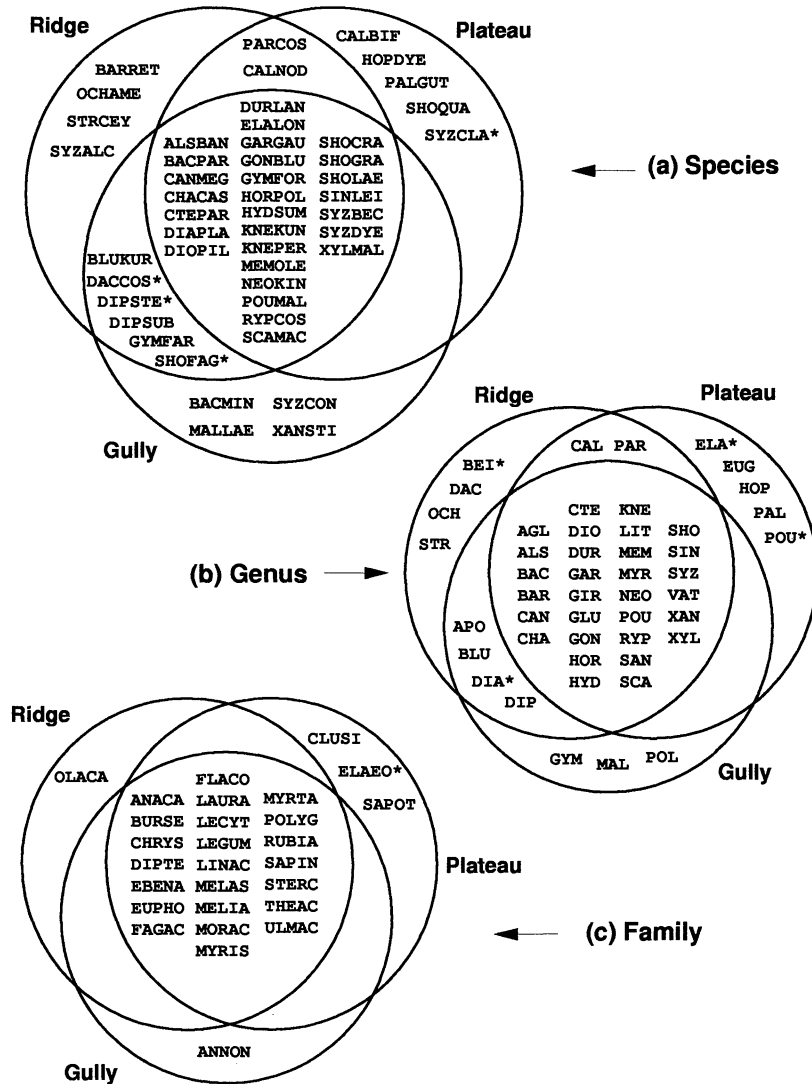 Ridge
Plateau
PARCOS
CALNOD
CALBIF
HOPDYE
PALGUT
SHOQUA
SYZCLA*
BARRET
OCHAME
STRCEY
SYZALC
DURLAN
ELALON
ALSBAN GARGAU SHOCRA
BACPAR GONBLU SHOGRA
CANMEG GYMFOR SHOLAE
CHACAS HORPOL SINLEI
CTEPAR HYDSUM SYZBEC
DIAPLA KNEKUN SYZDYE
DIOPIL KNEPER XYLMAL
MEMOLE
NEOKIN
POUMAL
RYPCOS
SCAMAC
BLUKUR
DACCOS*
DIPSTE*
DIPSUB
GYMFAR
SHOFAG*
BACMIN SYZCON
MALLAE XANSTI
Gully
(a) Species
Ridge
Plateau
CAL PAR
ELA*
EUG
HOP
PAL
POU*
BEI*
DAC
OCH
STR
CTE KNE
AGL DIO LIT SHO
ALS DUR MEM SIN
BAC GAR MYR SYZ
BAR GIR NEO VAT
CAN GLU POU XAN
CHA GON RYP XYL
HOR SAN
HYD SCA
APO
BLU
DIA*
DIP
GYM MAL POL
Gully
(b) Genus
Ridge
CLUSI
ELAEO*
SAPOT
OLACA
FLACO
ANACA LAURA MYRTA
BURSE LECYT POLYG
CHRYS LEGUM RUBIA
DIPTE LINAC SAPIN
EBENA MELAS STERC
EUPHO MELIA THEAC
FAGAC MORAC ULMAC
MYRIS
Plateau
ANNON
Gully
(c) Family